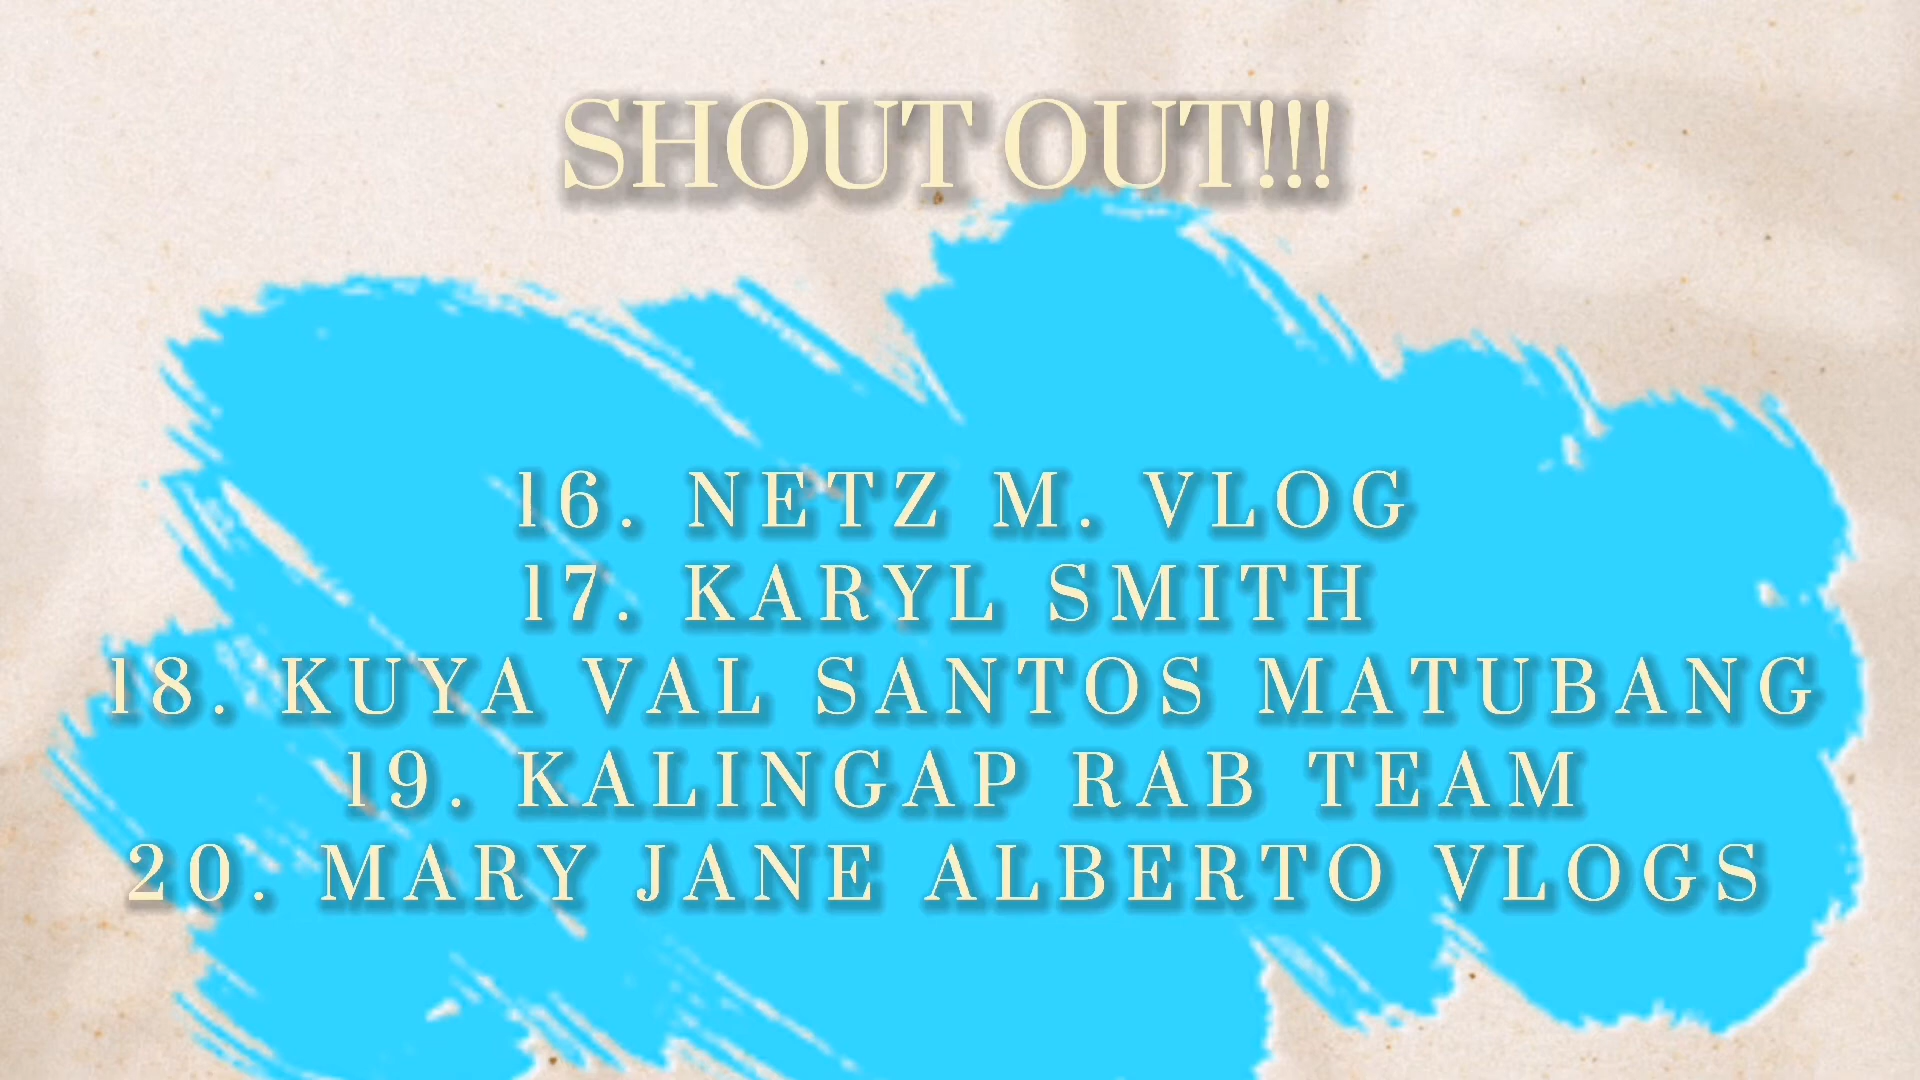 SHOUT OUT!!!
16. NETZ M. VLOG
17. KARYL SMITH
18. KUYA VAL SANTOS MATUBANG
19. KALINGAP RAB TEAM
20. MARY JANE ALBERTO VLOGS